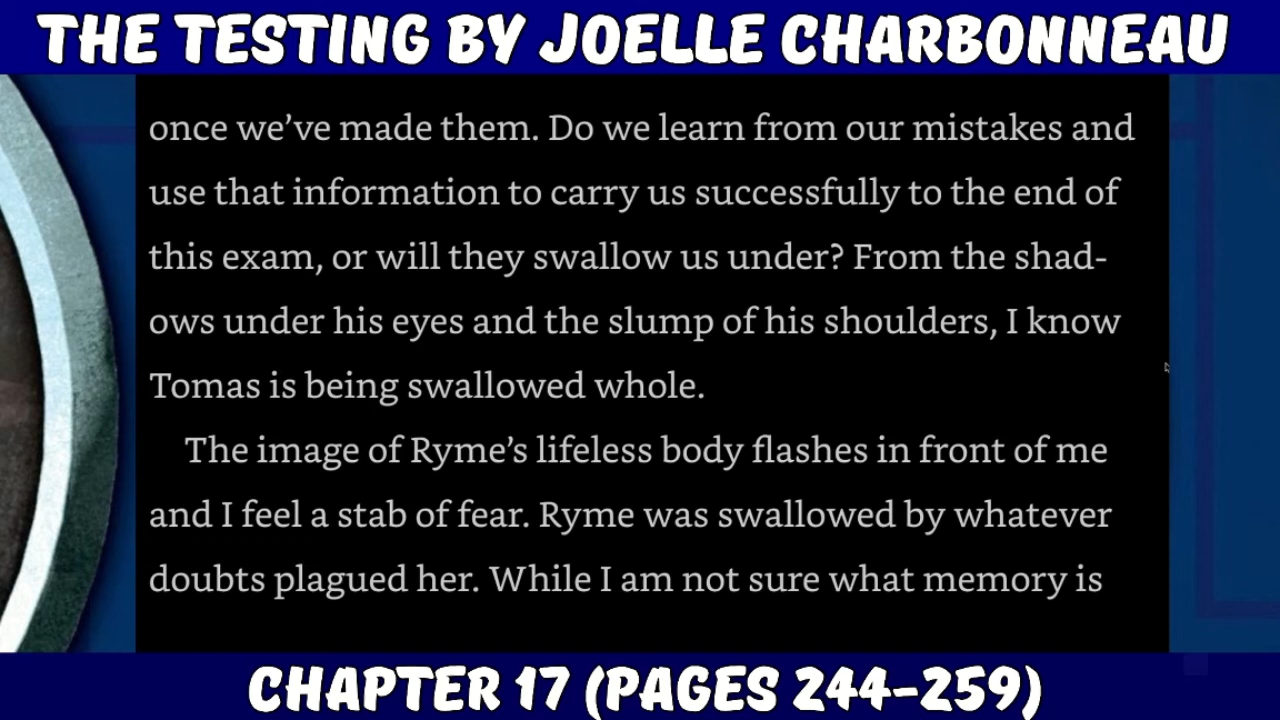 THE TESTING BY JOELLE CHARBONNEAU
once we’ve made them. Do we learn from our mistakes and
use that information to carry us successfully to the end of
this exam, or will they swallow us under? From the shad-
ows under his eyes and the slump of his shoulders, I know
Tomas is being swallowed whole.
The image of Ryme’s lifeless body flashes in front of me
and I feel a stab of fear. Ryme was swallowed by whatever
doubts plagued her. While I am not sure what memory is
CHAPTER 17 (PAGES 244-259)